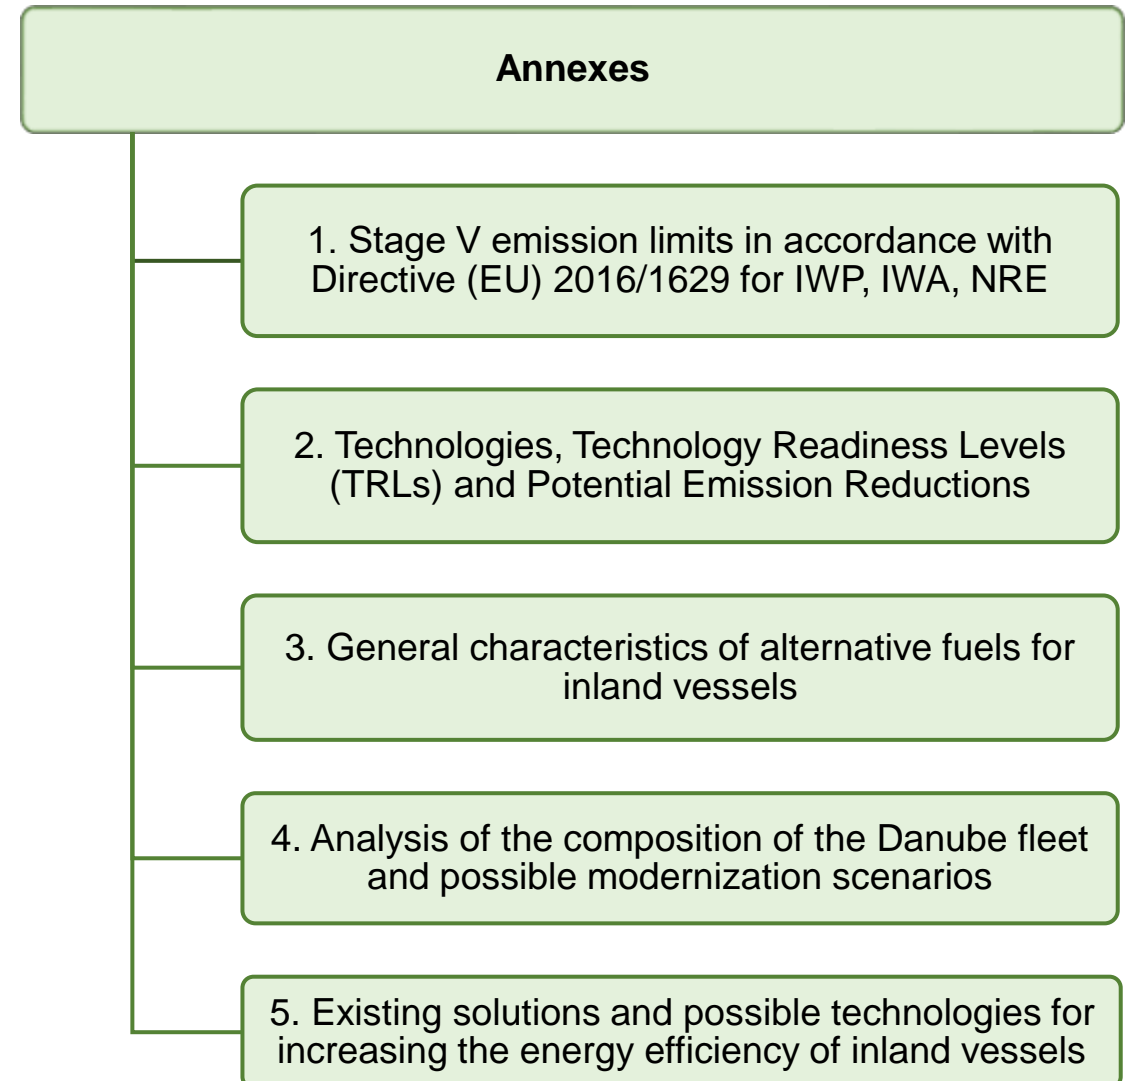 Annexes
1. Stage V emission limits in accordance with
Directive (EU) 2016/1629 for IWP, IWA, NRE
2. Technologies, Technology Readiness Levels
(TRLs) and Potential Emission Reductions
3. General characteristics of alternative fuels for
inland vessels
4. Analysis of the composition of the Danube fleet
and possible modernization scenarios
5. Existing solutions and possible technologies for
increasing the energy efficiency of inland vessels